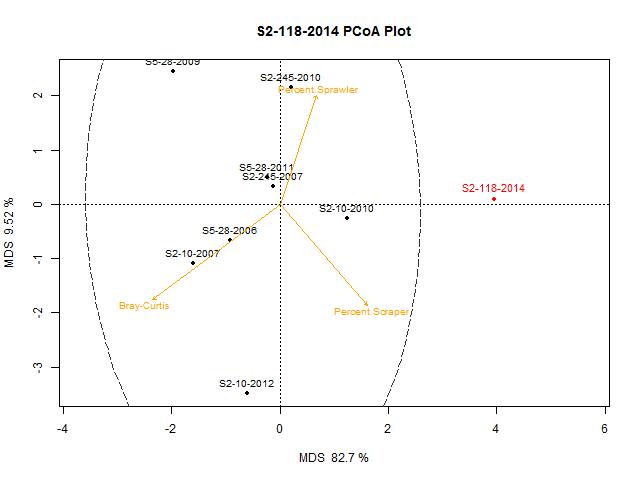 S2-118-2014 PCoA Plot
S5-28-2009
S2-245-2010
Percent.Sprawler
S5-28-2011
S2-245-2007
S2-118-2014
S2-10-2010
S5-28-2006
S2-10-2007
Bray-Curtis
Percent.Scraper
S2-10-2012
MDS 9.52 %
2
1
0
-1
-2
-3
-4 -2 0 2 4 6
MDS 82.7 %